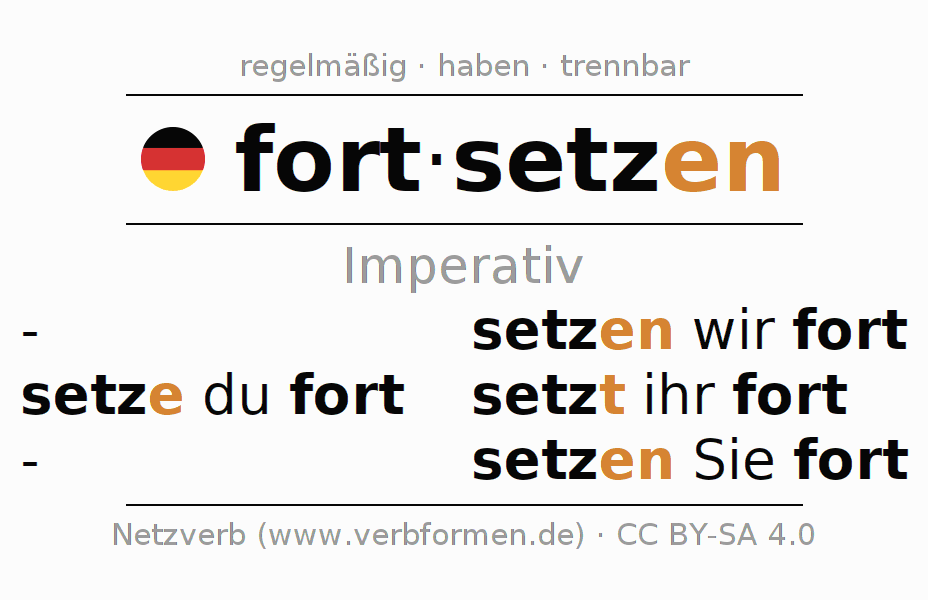 regelmäßig · haben · trennbar
fort·setzen
Imperativ
- setzen wir fort
setze du fort setzt ihr fort
- setzen Sie fort
Netzverb (www.verbformen.de) · CC BY-SA 4.0